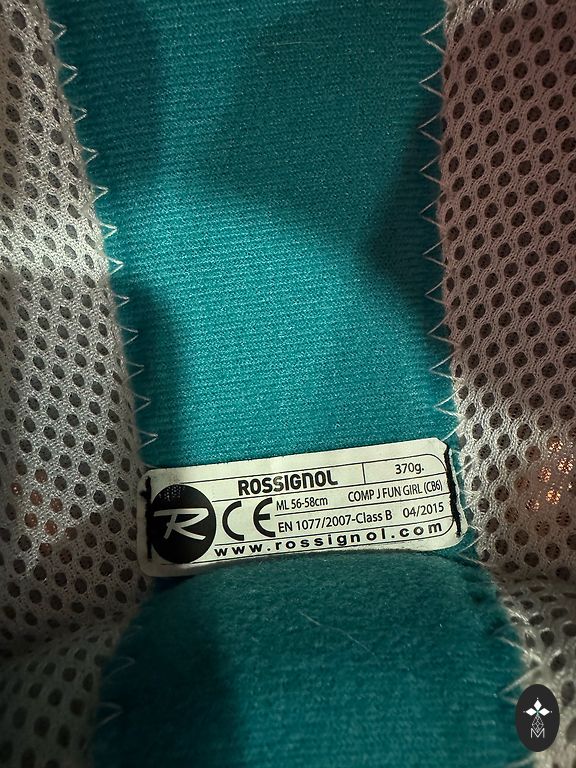 ROSSIGNOL 370g.
ML 56-58cm COMP J FUN GIRL (CB6)
R CE EN 1077/2007-Class B 04/2015
www.rossignol.com
M